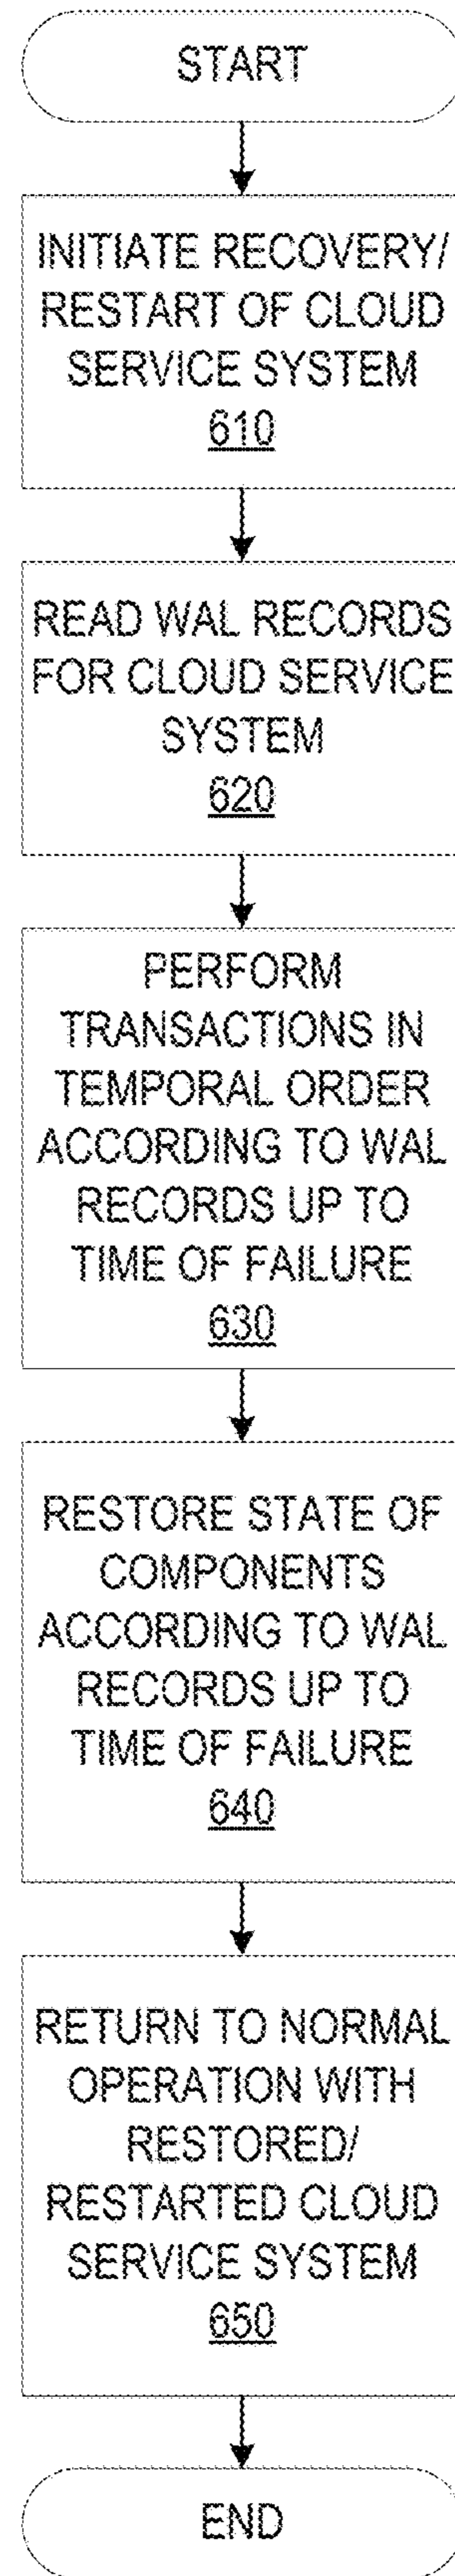 START
INITIATE RECOVERY/
RESTART OF CLOUD
SERVICE SYSTEM
610
READ WAL RECORDS
FOR CLOUD SERVICE
SYSTEM
620
PERFORM
TRANSACTIONS IN
TEMPORAL ORDER
ACCORDING TO WAL
RECORDS UP TO
TIME OF FAILURE
630
RESTORE STATE OF
COMPONENTS
ACCORDING TO WAL
RECORDS UP TO
TIME OF FAILURE
640
RETURN TO NORMAL
OPERATION WITH
RESTORED/
RESTARTED CLOUD
SERVICE SYSTEM
650
END